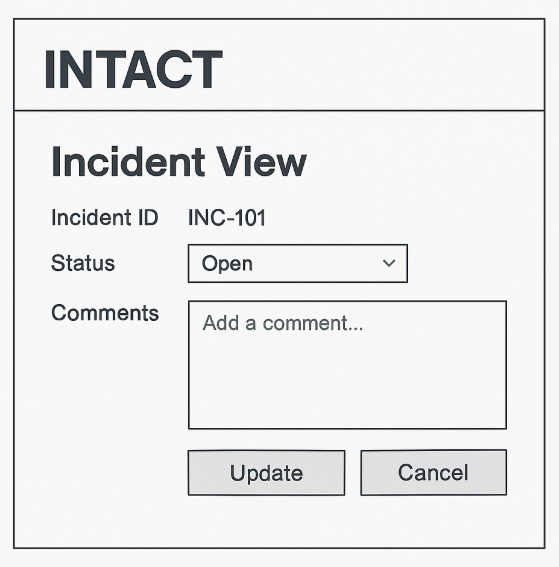 INTACT
Incident View
Incident ID INC-101
Status Open
Comments Add a comment...
Update Cancel